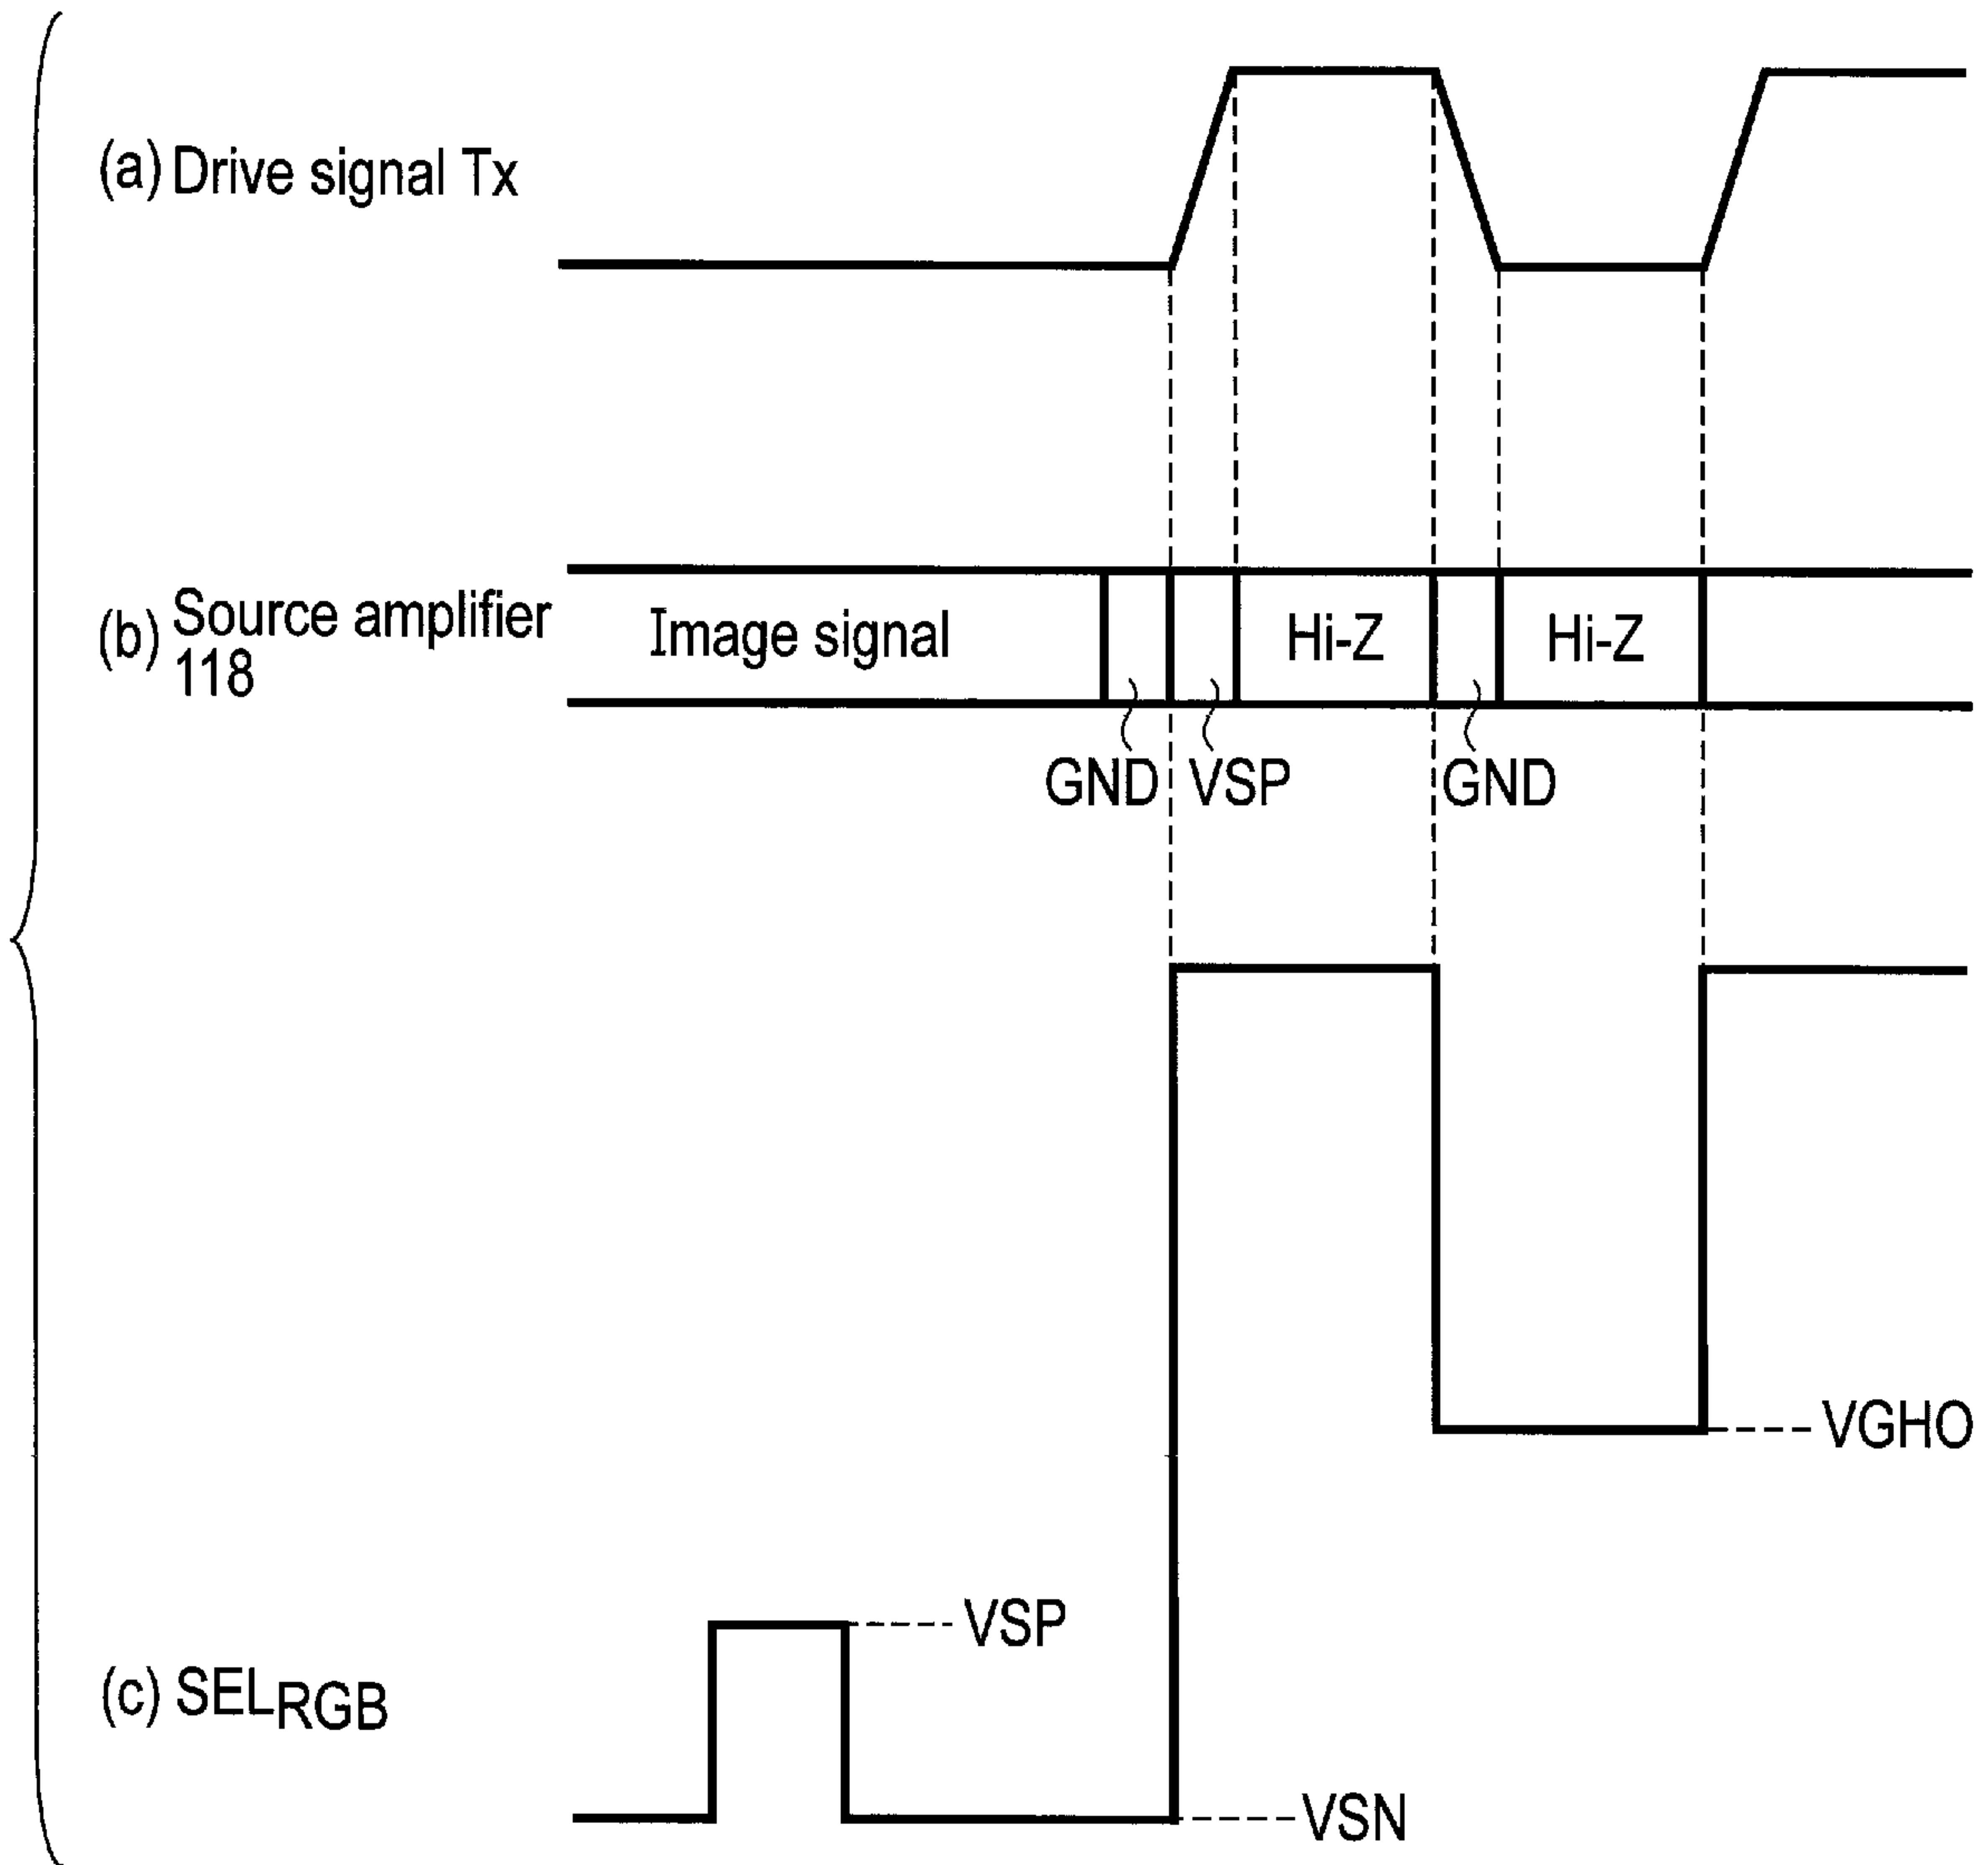 (a) Drive signal Tx
(b) Source amplifier
118
Image signal
Hi-Z
Hi-Z
GND
VSP
GND
VGHO
VSP
(c) SELRGB
VSN